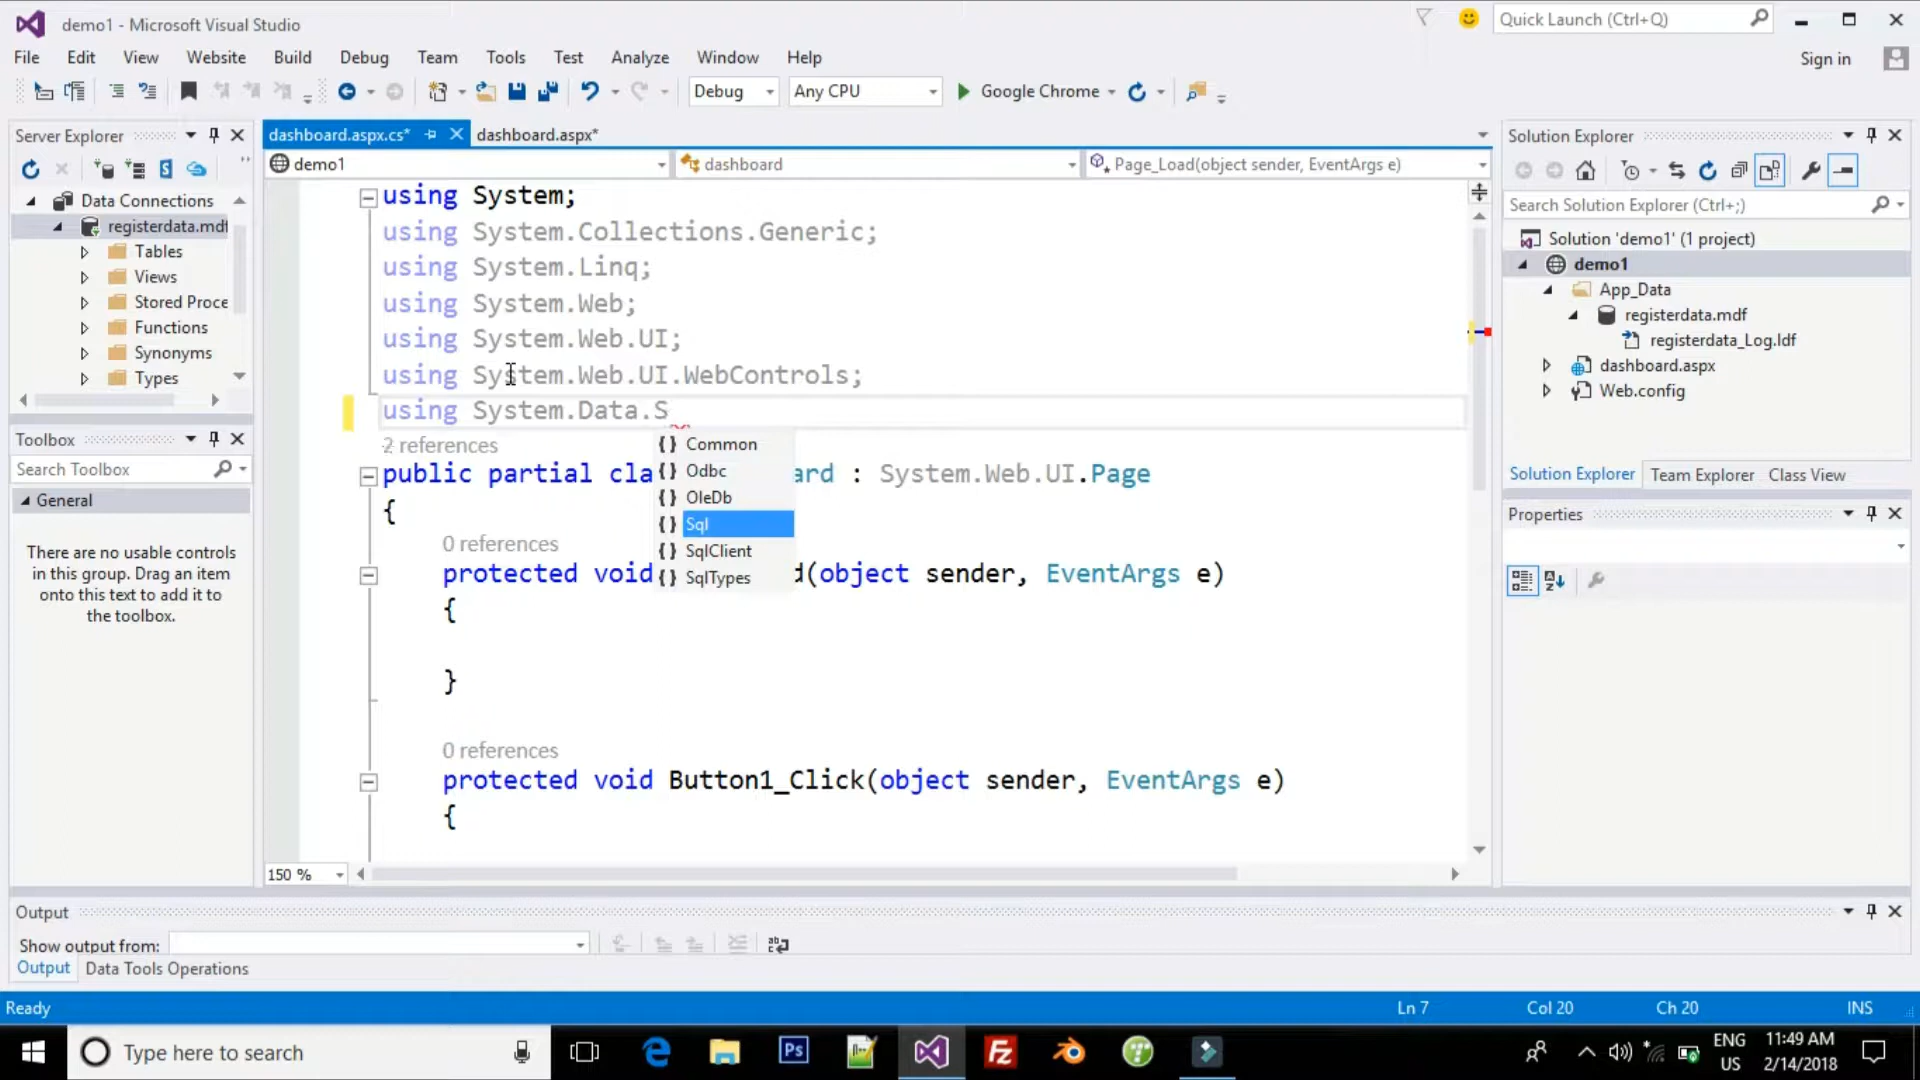 demo1 - Microsoft Visual Studio
Quick Launch (Ctrl+Q)
File Edit View Website Build Debug Team Tools Test Analyze Window Help
Sign in
Debug Any CPU Google Chrome
Server Explorer
dashboard.aspx.cs* dashboard.aspx*
Solution Explorer
demo1 dashboard Page_Load(object sender, EventArgs e)
Data Connections
registerdata.mdf
Tables
Views
Stored Proce
Functions
Synonyms
Types
Toolbox
Search Toolbox
General
There are no usable controls
in this group. Drag an item
onto this text to add it to
the toolbox.
using System;
using System.Collections.Generic;
using System.Linq;
using System.Web;
using System.Web.UI;
using System.Web.UI.WebControls;
using System.Data.S
2 references
public partial cla ard : System.Web.UI.Page
{
0 references
protected void d(object sender, EventArgs e)
{
}
0 references
protected void Button1_Click(object sender, EventArgs e)
{
Common
Odbc
OleDb
Sql
SqlClient
SqlTypes
150 %
Search Solution Explorer (Ctrl+;)
Solution 'demo1' (1 project)
demo1
App_Data
registerdata.mdf
registerdata_Log.ldf
dashboard.aspx
Web.config
Solution Explorer Team Explorer Class View
Properties
Output
Show output from:
Output Data Tools Operations
Ready Ln 7 Col 20 Ch 20 INS
Type here to search
Ps
Fz
ENG
US
11:49 AM
2/14/2018